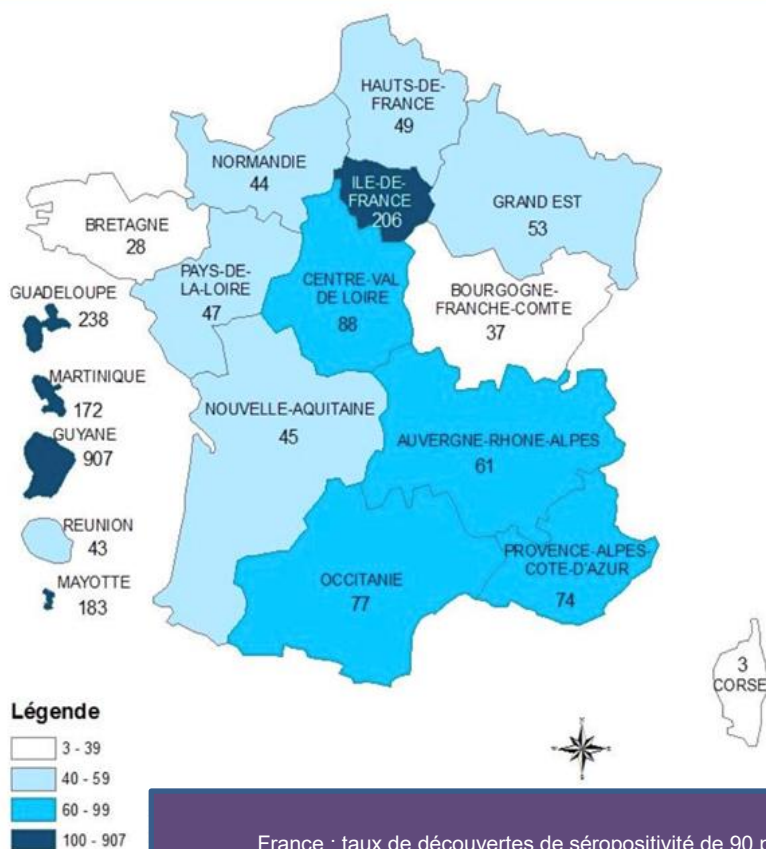 HAUTS-DE-
FRANCE
49
NORMANDIE
44
ILE-DE-
FRANCE
206
GRAND EST
53
BRETAGNE
28
PAYS-DE-
LA-LOIRE
47
CENTRE-VAL
DE LOIRE
88
BOURGOGNE-
FRANCHE-COMTE
37
GUADELOUPE
238
MARTINIQUE
172
GUYANE
907
REUNION
43
MAYOTTE
183
NOUVELLE-AQUITAINE
45
AUVERGNE-RHONE-ALPES
61
OCCITANIE
77
PROVENCE-ALPES-
COTE-D'AZUR
74
3
CORSE
Légende
3 - 39
40 - 59
60 - 99
100 - 907
France : taux de découvertes de séropositivité de 90